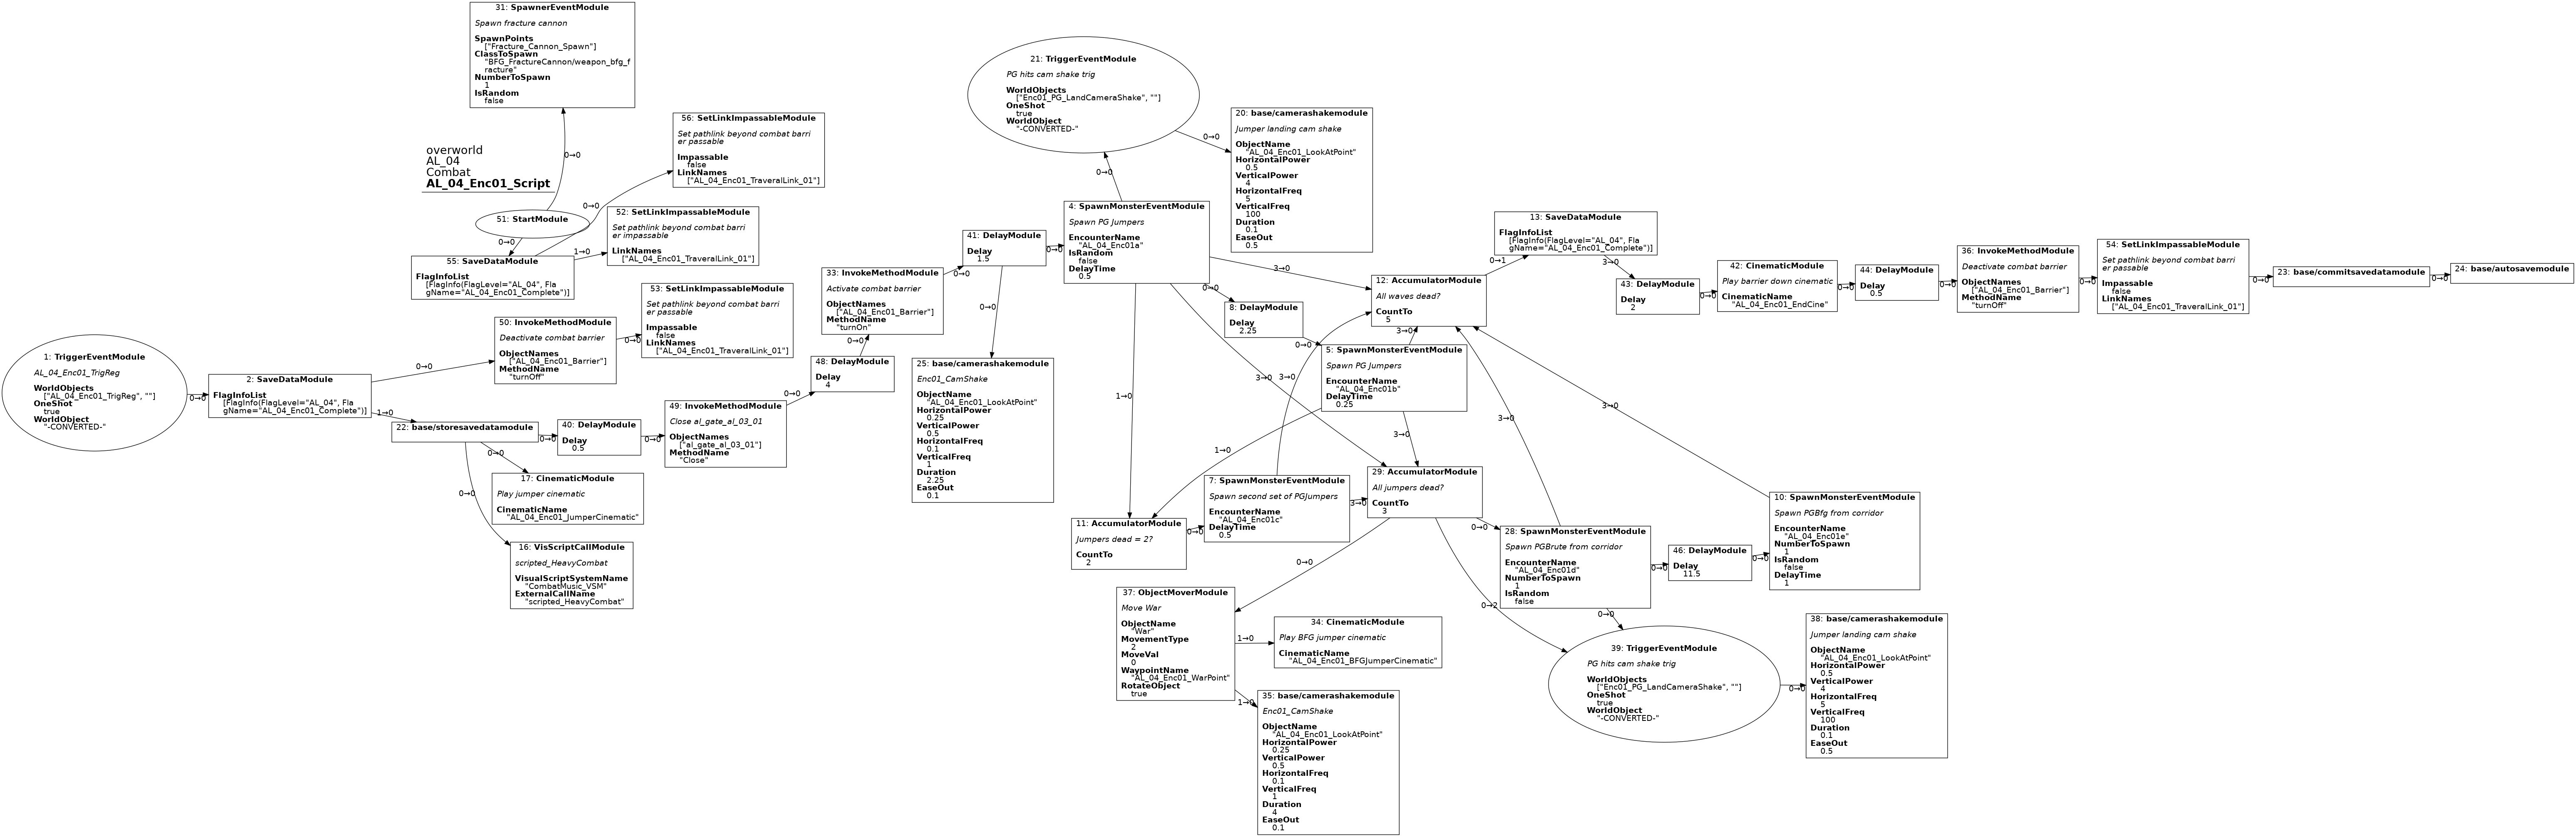 31: SpawnerEventModule
Spawn fracture cannon
SpawnPoints
["Fracture_Cannon_Spawn"]
ClassToSpawn
"BFG_FractureCannon/weapon_bfg_f
racture"
NumberToSpawn
1
IsRandom
false
0→0
overworld
AL_04
Combat
AL_04_Enc01_Script
56: SetLinkImpassableModule
Set pathlink beyond combat barri
er passable
Impassable
false
LinkNames
["AL_04_Enc01_TraveralLink_01"]
0→0
51: StartModule
0→0
52: SetLinkImpassableModule
Set pathlink beyond combat barri
er impassable
LinkNames
["AL_04_Enc01_TraveralLink_01"]
1→0
55: SaveDataModule
FlagInfoList
[FlagInfo(FlagLevel="AL_04", Fla
gName="AL_04_Enc01_Complete")]
1: TriggerEventModule
AL_04_Enc01_TrigReg
WorldObjects
["AL_04_Enc01_TrigReg", ""]
OneShot
true
WorldObject
"-CONVERTED-"
0→0
2: SaveDataModule
FlagInfoList
[FlagInfo(FlagLevel="AL_04", Fla
gName="AL_04_Enc01_Complete")]
0→0
1→0
50: InvokeMethodModule
Deactivate combat barrier
ObjectNames
["AL_04_Enc01_Barrier"]
MethodName
"turnOff"
0→0
53: SetLinkImpassableModule
Set pathlink beyond combat barri
er passable
Impassable
false
LinkNames
["AL_04_Enc01_TraveralLink_01"]
22: base/storesavedatamodule
0→0
0→0
0→0
40: DelayModule
Delay
0.5
0→0
17: CinematicModule
Play jumper cinematic
CinematicName
"AL_04_Enc01_JumperCinematic"
16: VisScriptCallModule
scripted_HeavyCombat
VisualScriptSystemName
"CombatMusic_VSM"
ExternalCallName
"scripted_HeavyCombat"
49: InvokeMethodModule
Close al_gate_al_03_01
ObjectNames
["al_gate_al_03_01"]
MethodName
"Close"
0→0
48: DelayModule
Delay
4
0→0
33: InvokeMethodModule
Activate combat barrier
ObjectNames
["AL_04_Enc01_Barrier"]
MethodName
"turnOn"
0→0
41: DelayModule
Delay
1.5
0→0
0→0
25: base/camerashakemodule
Enc01_CamShake
ObjectName
"AL_04_Enc01_LookAtPoint"
HorizontalPower
0.25
VerticalPower
0.5
HorizontalFreq
0.1
VerticalFreq
1
Duration
2.25
EaseOut
0.1
21: TriggerEventModule
PG hits cam shake trig
WorldObjects
["Enc01_PG_LandCameraShake", ""]
OneShot
true
WorldObject
"-CONVERTED-"
0→0
0→0
20: base/camerashakemodule
Jumper landing cam shake
ObjectName
"AL_04_Enc01_LookAtPoint"
HorizontalPower
0.5
VerticalPower
4
HorizontalFreq
5
VerticalFreq
100
Duration
0.1
EaseOut
0.5
4: SpawnMonsterEventModule
Spawn PG Jumpers
EncounterName
"AL_04_Enc01a"
IsRandom
false
DelayTime
0.5
3→0
0→0
3→0
1→0
8: DelayModule
Delay
2.25
0→0
5: SpawnMonsterEventModule
Spawn PG Jumpers
EncounterName
"AL_04_Enc01b"
DelayTime
0.25
3→0
3→0
1→0
12: AccumulatorModule
All waves dead?
CountTo
5
0→1
11: AccumulatorModule
Jumpers dead = 2?
CountTo
2
0→0
7: SpawnMonsterEventModule
Spawn second set of PGJumpers
EncounterName
"AL_04_Enc01c"
DelayTime
0.5
3→0
3→0
29: AccumulatorModule
All jumpers dead?
CountTo
3
0→0
0→0
0→2
37: ObjectMoverModule
Move War
ObjectName
"War"
MovementType
2
MoveVal
0
WaypointName
"AL_04_Enc01_WarPoint"
RotateObject
true
1→0
1→0
34: CinematicModule
Play BFG jumper cinematic
CinematicName
"AL_04_Enc01_BFGJumperCinematic"
35: base/camerashakemodule
Enc01_CamShake
ObjectName
"AL_04_Enc01_LookAtPoint"
HorizontalPower
0.25
VerticalPower
0.5
HorizontalFreq
0.1
VerticalFreq
1
Duration
4
EaseOut
0.1
28: SpawnMonsterEventModule
Spawn PGBrute from corridor
EncounterName
"AL_04_Enc01d"
NumberToSpawn
1
IsRandom
false
3→0
0→0
0→0
46: DelayModule
Delay
11.5
0→0
10: SpawnMonsterEventModule
Spawn PGBfg from corridor
EncounterName
"AL_04_Enc01e"
NumberToSpawn
1
IsRandom
false
DelayTime
1
3→0
39: TriggerEventModule
PG hits cam shake trig
WorldObjects
["Enc01_PG_LandCameraShake", ""]
OneShot
true
WorldObject
"-CONVERTED-"
0→0
38: base/camerashakemodule
Jumper landing cam shake
ObjectName
"AL_04_Enc01_LookAtPoint"
HorizontalPower
0.5
VerticalPower
4
HorizontalFreq
5
VerticalFreq
100
Duration
0.1
EaseOut
0.5
13: SaveDataModule
FlagInfoList
[FlagInfo(FlagLevel="AL_04", Fla
gName="AL_04_Enc01_Complete")]
3→0
43: DelayModule
Delay
2
0→0
42: CinematicModule
Play barrier down cinematic
CinematicName
"AL_04_Enc01_EndCine"
0→0
44: DelayModule
Delay
0.5
0→0
36: InvokeMethodModule
Deactivate combat barrier
ObjectNames
["AL_04_Enc01_Barrier"]
MethodName
"turnOff"
0→0
54: SetLinkImpassableModule
Set pathlink beyond combat barri
er passable
Impassable
false
LinkNames
["AL_04_Enc01_TraveralLink_01"]
0→0
23: base/commitsavedatamodule
0→0
24: base/autosavemodule